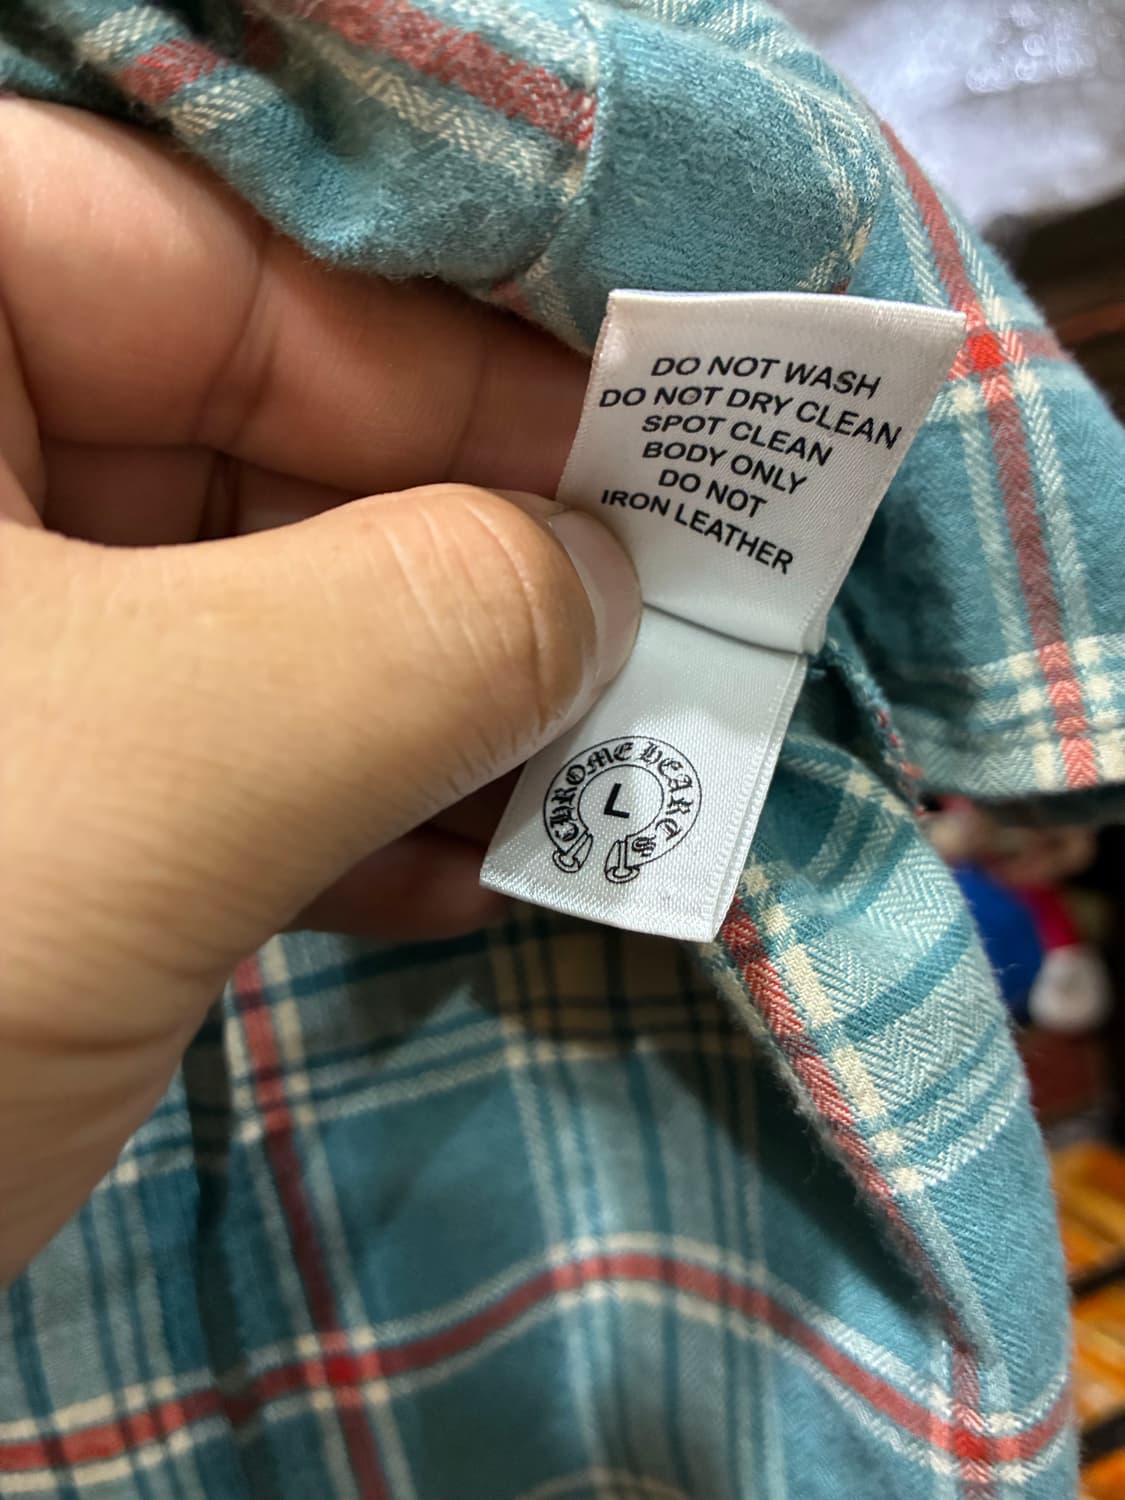 DO NOT WASH
DO NOT DRY CLEAN
SPOT CLEAN
BODY ONLY
DO NOT
IRON LEATHER
CHROME HEARTS
L